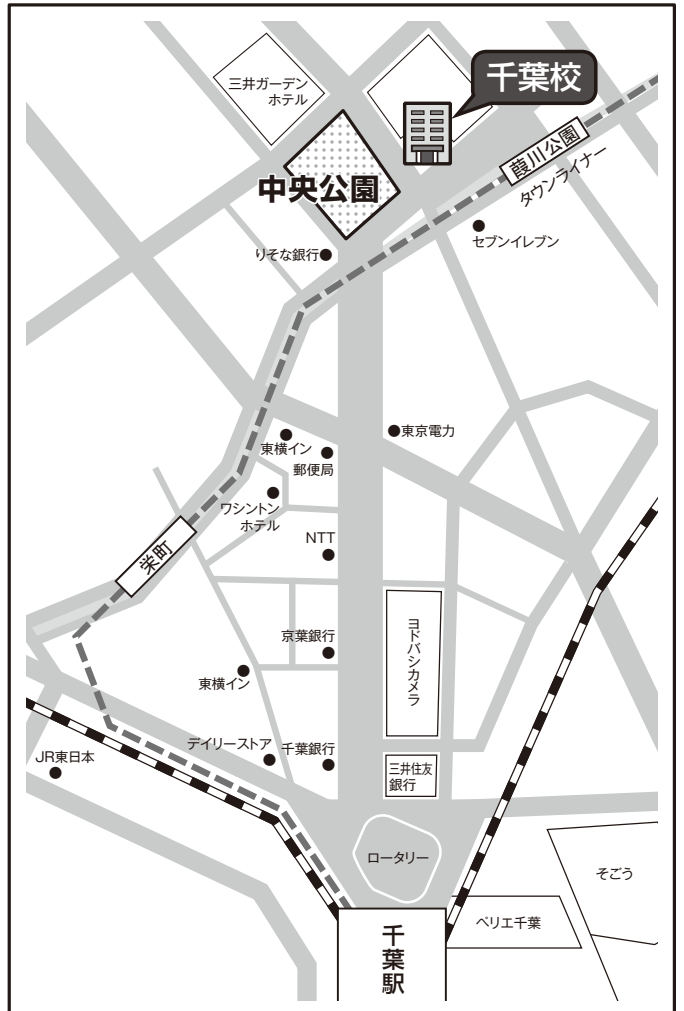 三井ガーデン
ホテル
千葉校
葭川公園
タウンライナー
中央公園
セブンイレブン
りそな銀行
東京電力
東横イン
郵便局
ワシントン
ホテル
NTT
栄町
ヨドバシカメラ
京葉銀行
東横イン
デイリーストア
千葉銀行
JR東日本
三井住友
銀行
ロータリー
そごう
ペリエ千葉
千葉駅